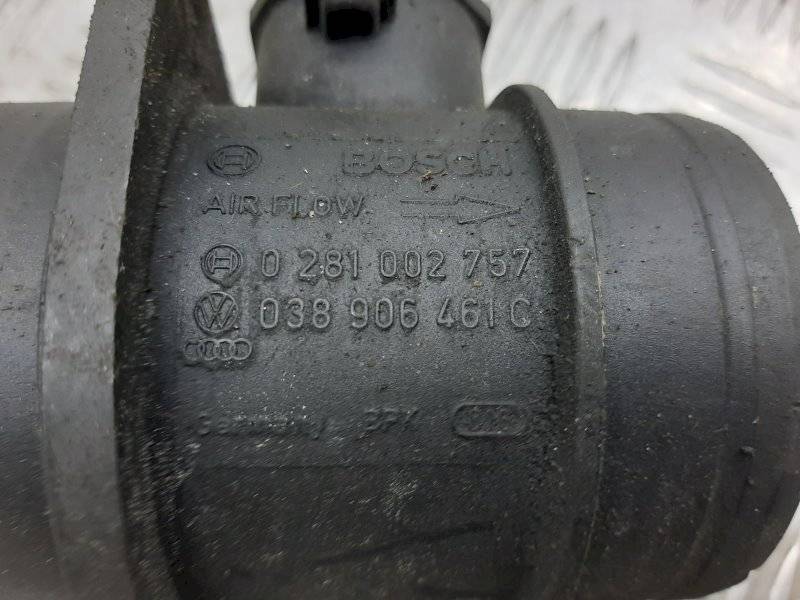 BOSCH
AIR FLOW
0 281 002 757
038 906 461 C
Germany